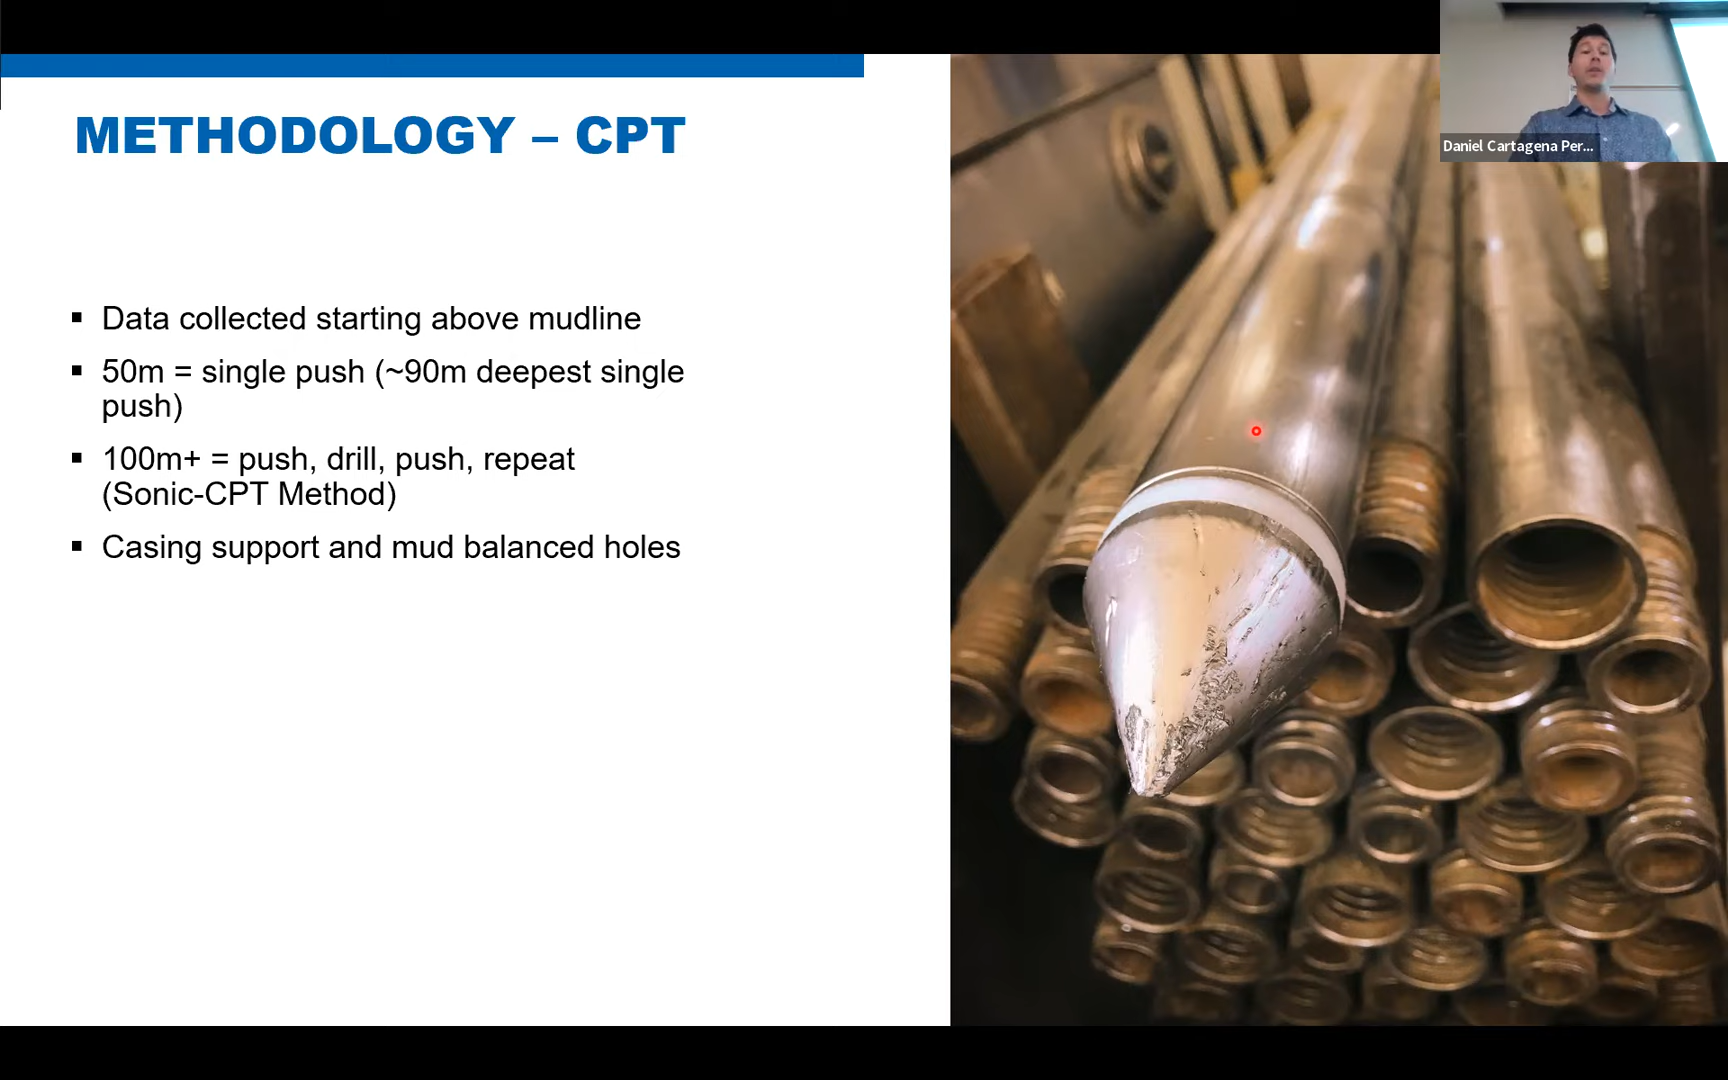 METHODOLOGY – CPT
▪ Data collected starting above mudline
▪ 50m = single push (~90m deepest single
push)
▪ 100m+ = push, drill, push, repeat
(Sonic-CPT Method)
▪ Casing support and mud balanced holes
Daniel Cartagena Per...